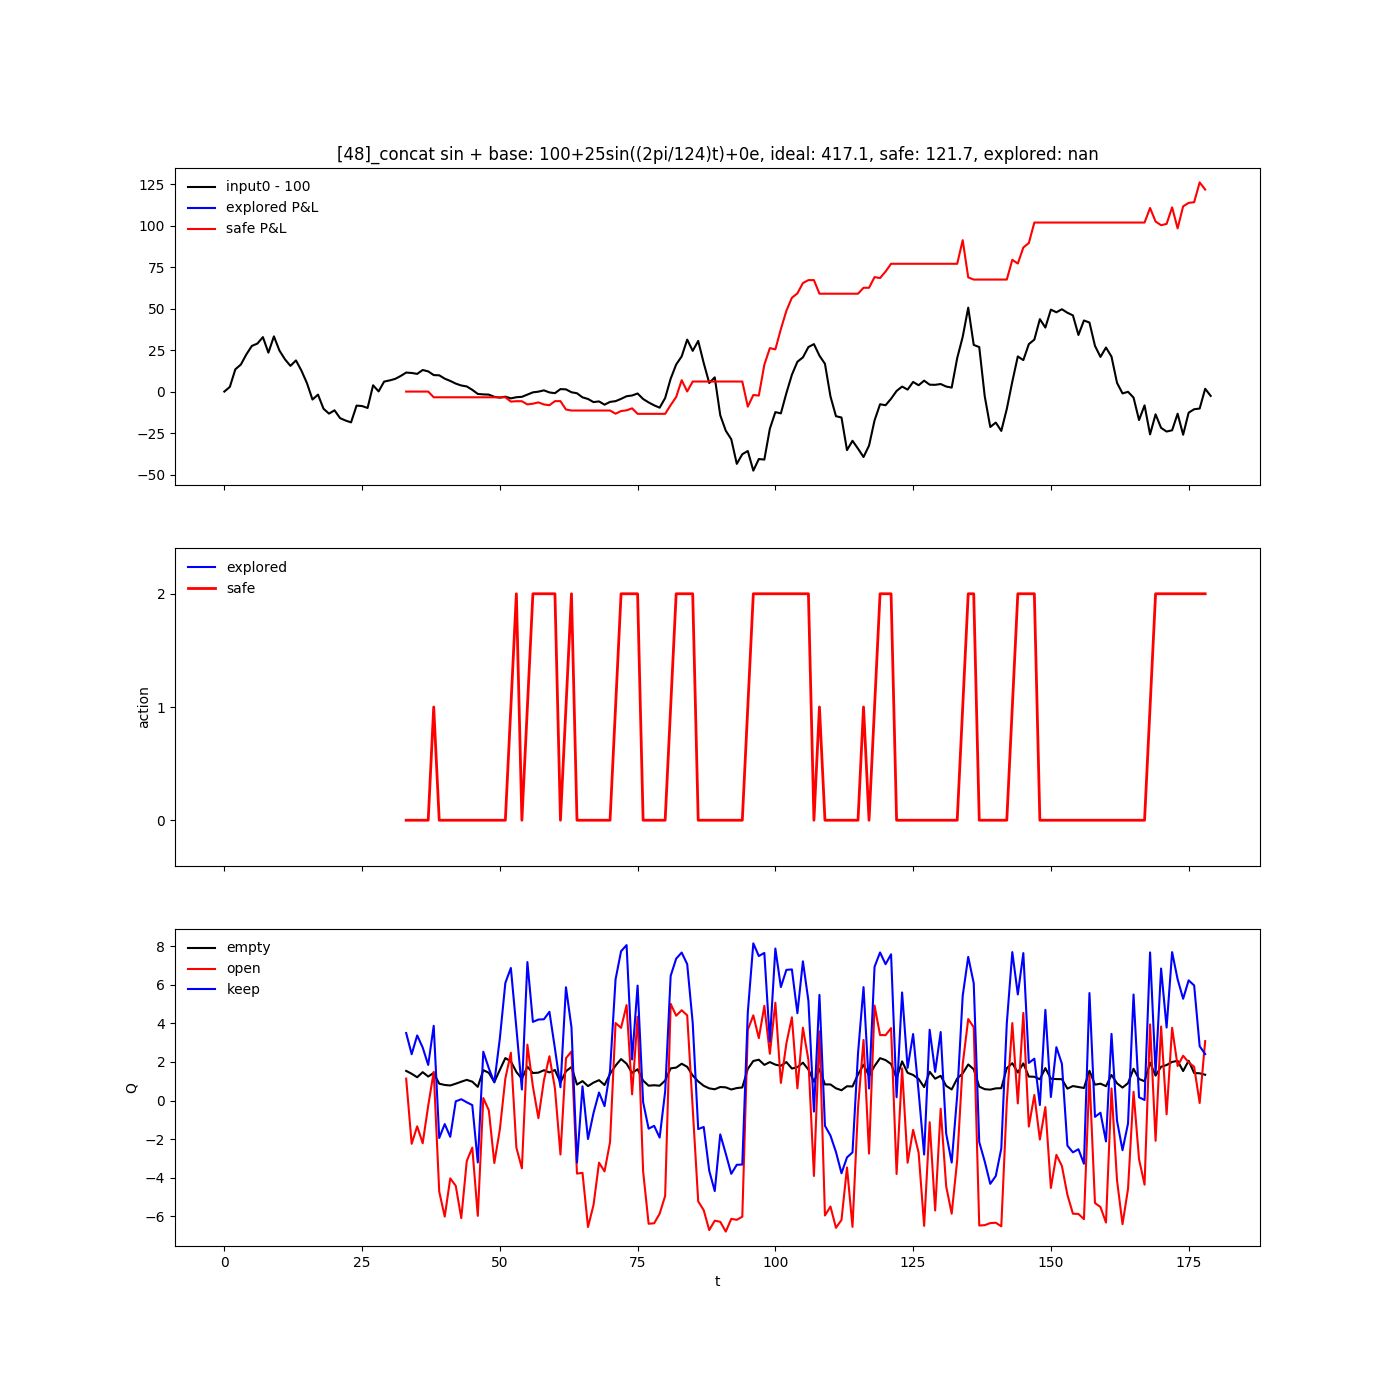 [48]_concat sin + base: 100+25sin((2pi/124)t)+0e, ideal: 417.1, safe: 121.7, explored: nan
input0 - 100
explored P&L
safe P&L
125
100
75
50
25
0
−25
−50
explored
safe
2
1
0
action
empty
open
keep
8
6
4
2
0
−2
−4
−6
Q
0
25
50
75
100
125
150
175
t